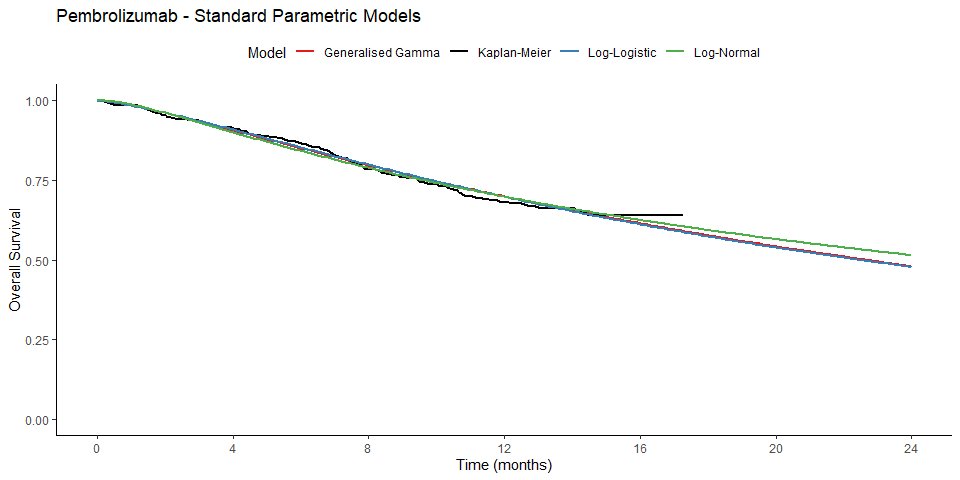 Pembrolizumab - Standard Parametric Models
Model Generalised Gamma Kaplan-Meier Log-Logistic Log-Normal
1.00
0.75
0.50
0.25
0.00
Overall Survival
0 4 8 12 16 20 24
Time (months)